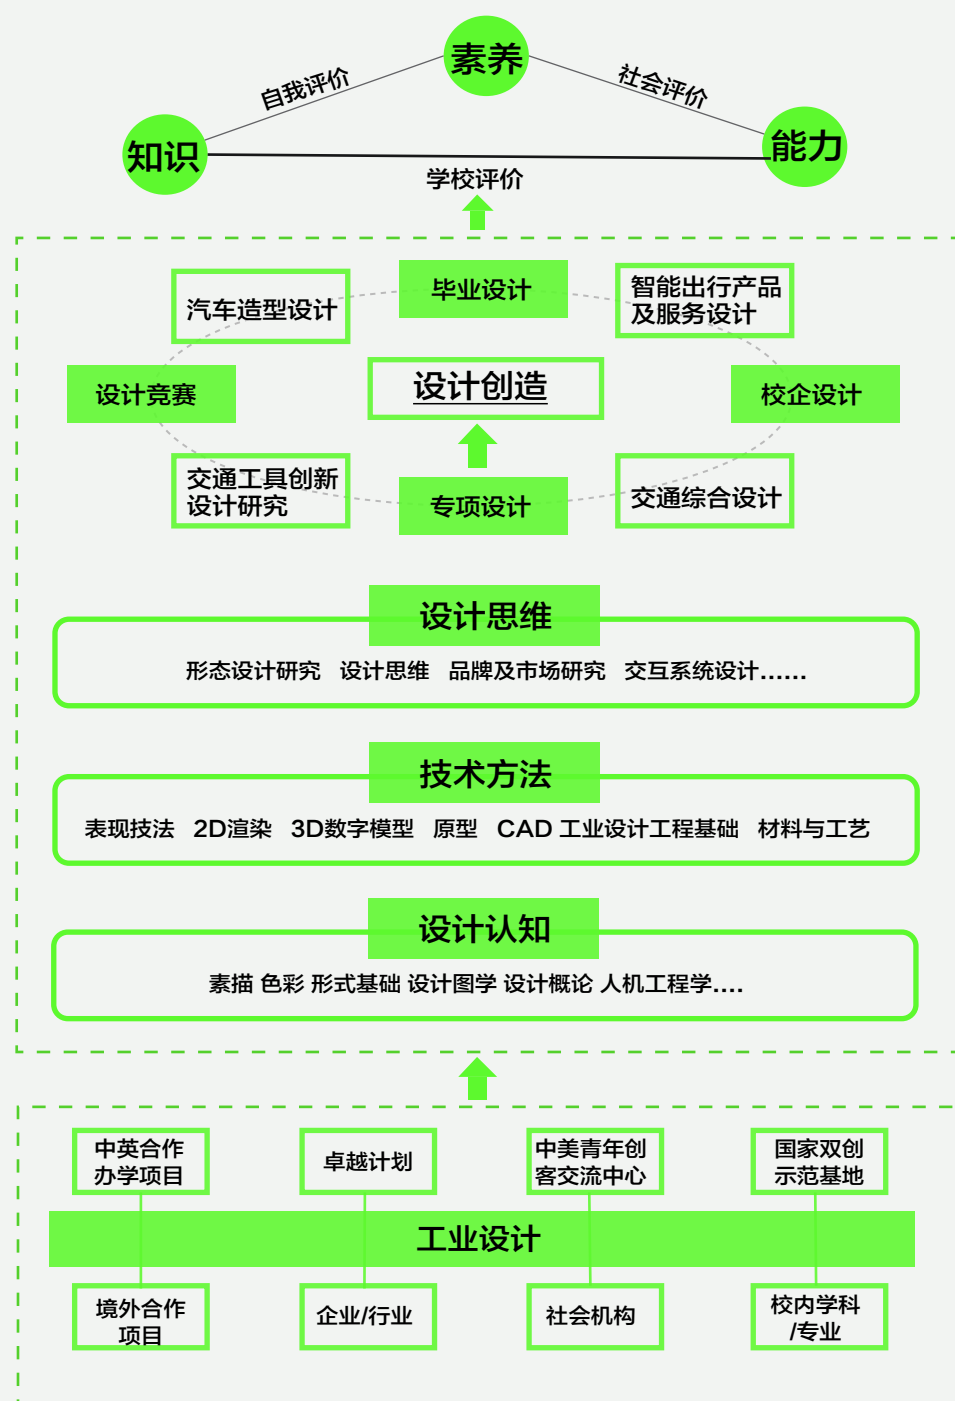 素养
自我评价
社会评价
知识
能力
学校评价
毕业设计
汽车造型设计
智能出行产品
及服务设计
设计竞赛
设计创造
校企设计
交通工具创新
设计研究
专项设计
交通综合设计
设计思维
形态设计研究 设计思维 品牌及市场研究 交互系统设计......
技术方法
表现技法 2D渲染 3D数字模型 原型 CAD 工业设计工程基础 材料与工艺
设计认知
素描 色彩 形式基础 设计图学 设计概论 人机工程学....
中英合作
办学项目
卓越计划
中美青年创
客交流中心
国家双创
示范基地
工业设计
境外合作
项目
企业/行业
社会机构
校内学科
/专业